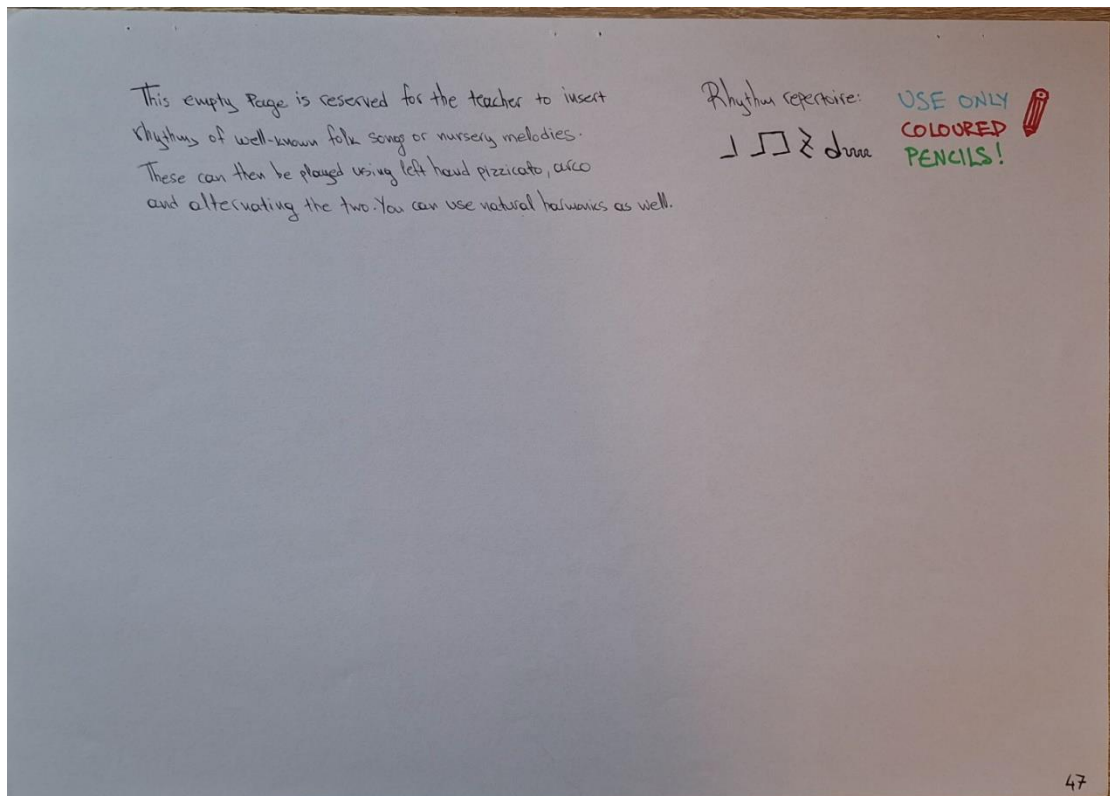 This empty Page is reserved for the teacher to insert
rhythms of well-known folk songs or nursery melodies.
These can then be played using left hand pizzicato, arco
and alternating the two. You can use natural harmonics as well.
Rhythm repertoire:
USE ONLY
COLOURED
PENCILS!
47